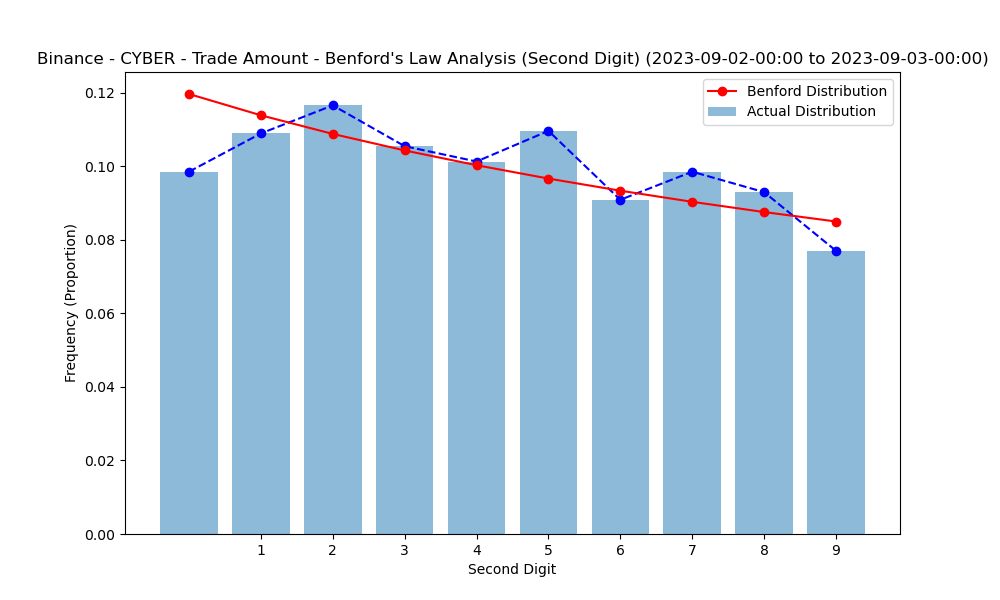 Binance - CYBER - Trade Amount - Benford's Law Analysis (Second Digit) (2023-09-02-00:00 to 2023-09-03-00:00)
Benford Distribution
Actual Distribution
0.12
0.10
0.08
0.06
0.04
0.02
0.00
Frequency (Proportion)
1 2 3 4 5 6 7 8 9
Second Digit